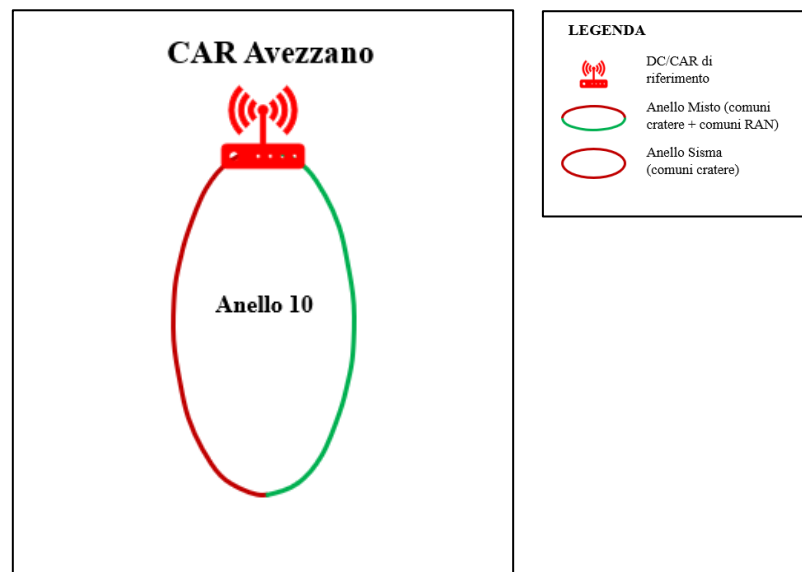 CAR Avezzano
Anello 10
LEGENDA
DC/CAR di
riferimento
Anello Misto (comuni
cratere + comuni RAN)
Anello Sisma
(comuni cratere)